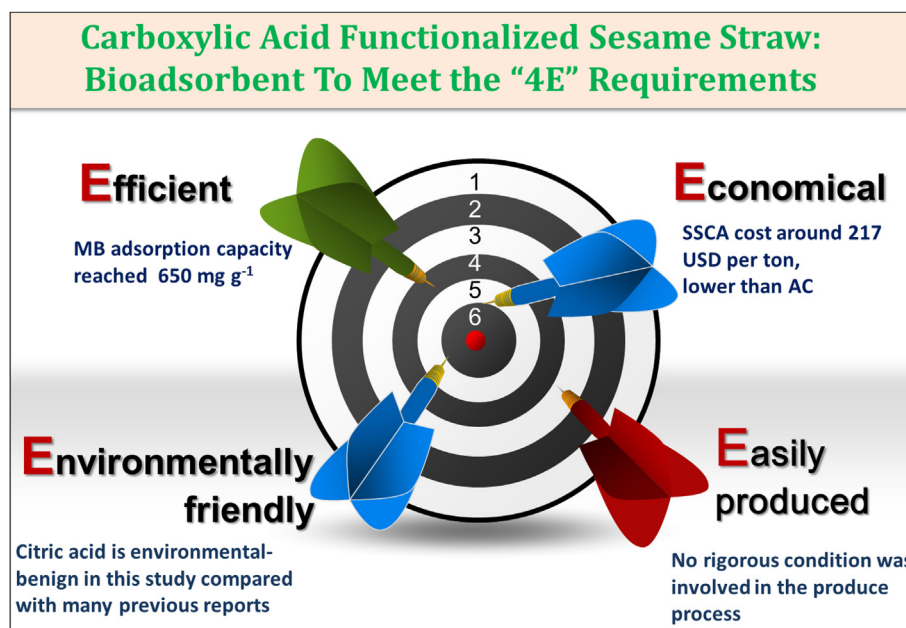 Carboxylic Acid Functionalized Sesame Straw:
Bioadsorbent To Meet the “4E” Requirements
Efficient
MB adsorption capacity
reached 650 mg g⁻¹
Economical
SSCA cost around 217
USD per ton,
lower than AC
1
2
3
4
5
6
Environmentally
friendly
Citric acid is environmental-
benign in this study compared
with many previous reports
Easily
produced
No rigorous condition was
involved in the produce
process